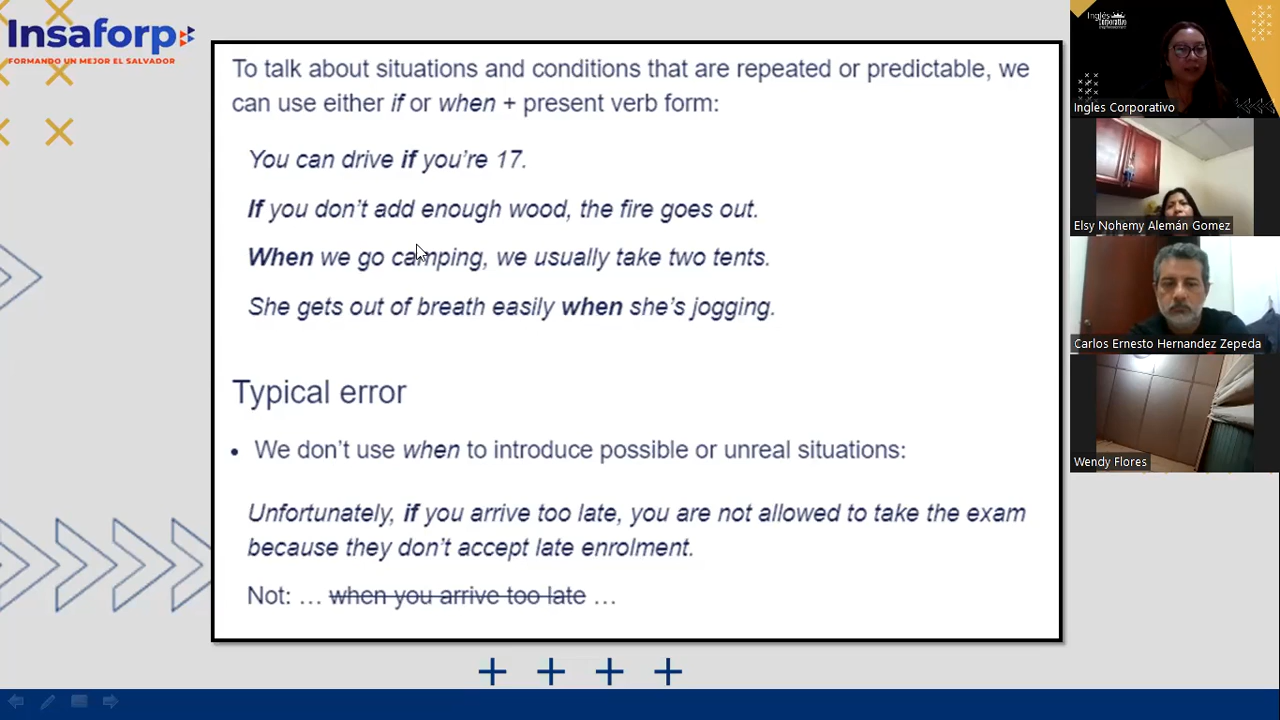 Insaforp
FORMANDO UN MEJOR EL SALVADOR
To talk about situations and conditions that are repeated or predictable, we
can use either if or when + present verb form:
You can drive if you're 17.
If you don't add enough wood, the fire goes out.
When we go camping, we usually take two tents.
She gets out of breath easily when she's jogging.
Typical error
• We don't use when to introduce possible or unreal situations:
Unfortunately, if you arrive too late, you are not allowed to take the exam
because they don't accept late enrolment.
Not: … when you arrive too late …
Inglés
Corporativo
Ingles Corporativo
Elsy Nohemy Alemán Gomez
Carlos Ernesto Hernandez Zepeda
Wendy Flores